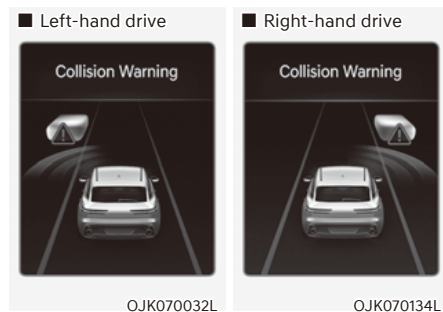 ■ Left-hand drive
Collision Warning
OJK070032L
■ Right-hand drive
Collision Warning
OJK070134L